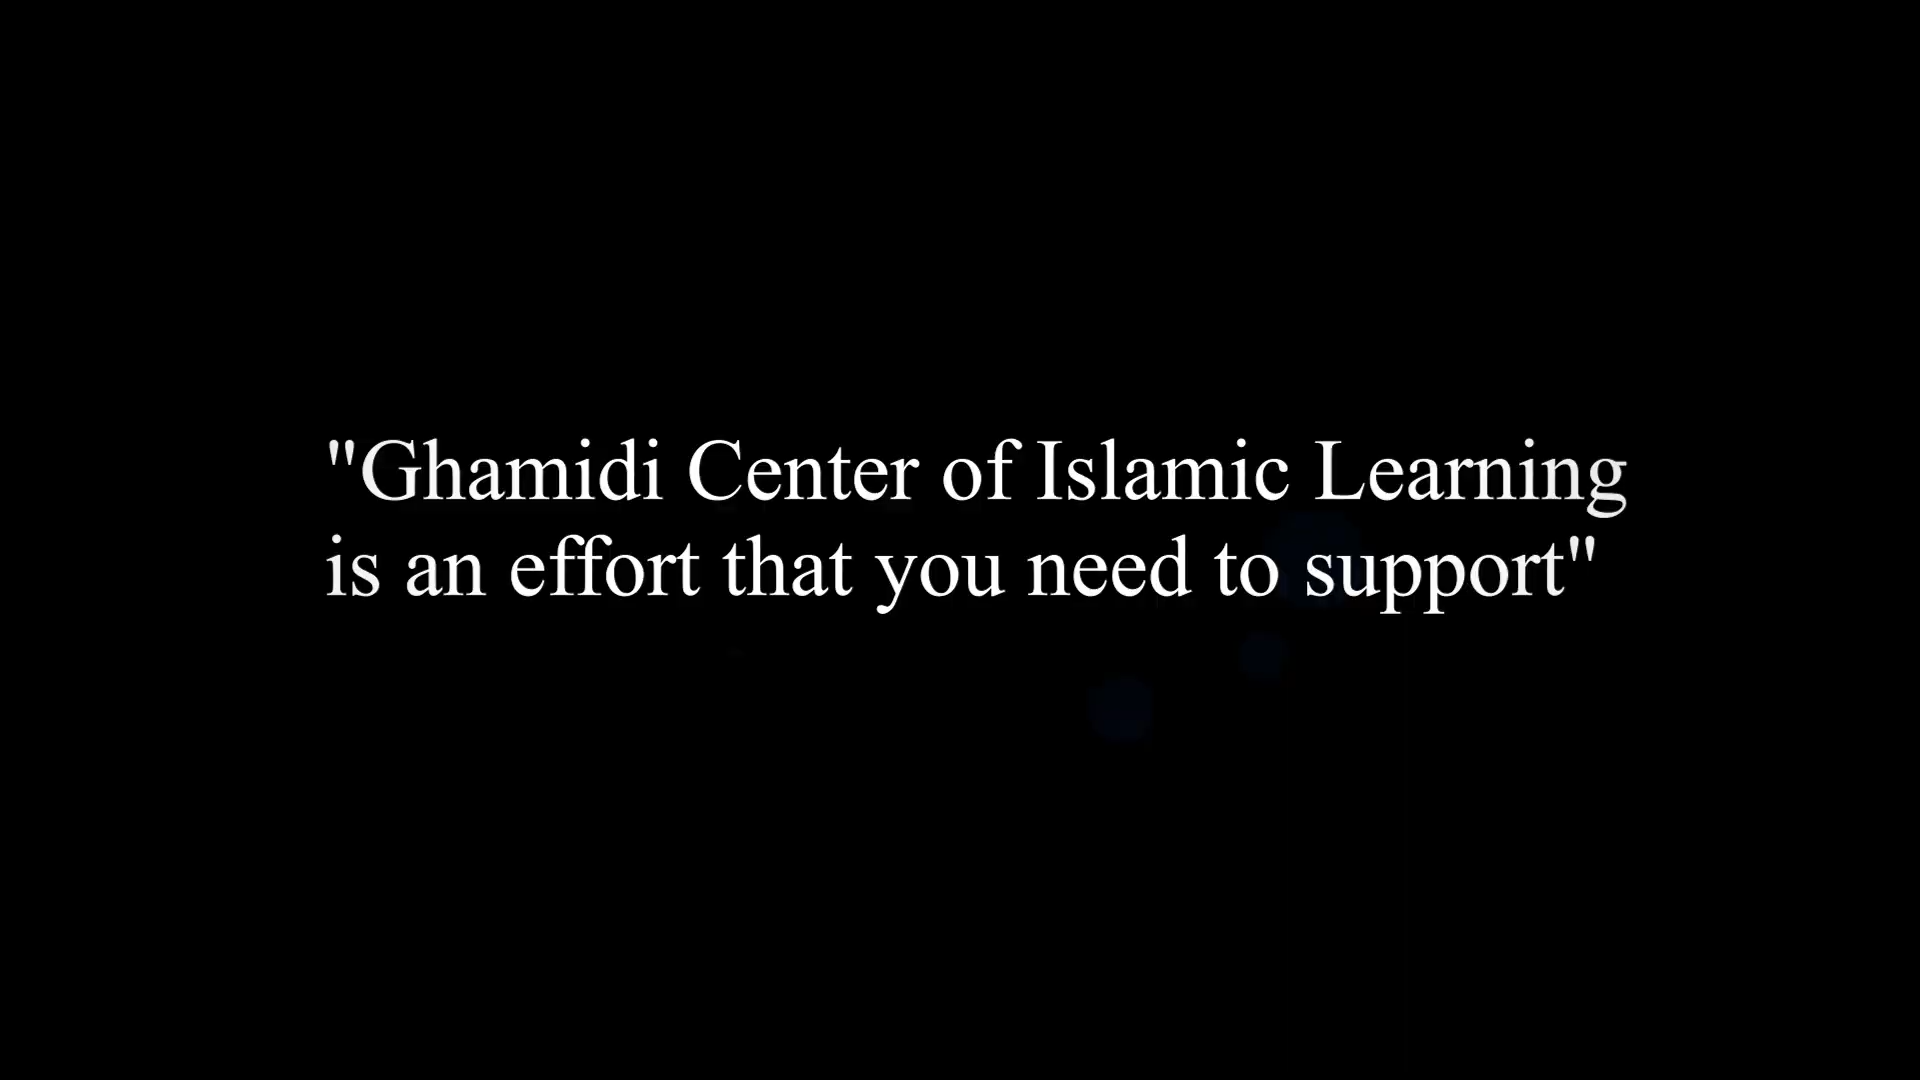 "Ghamidi Center of Islamic Learning
is an effort that you need to support"